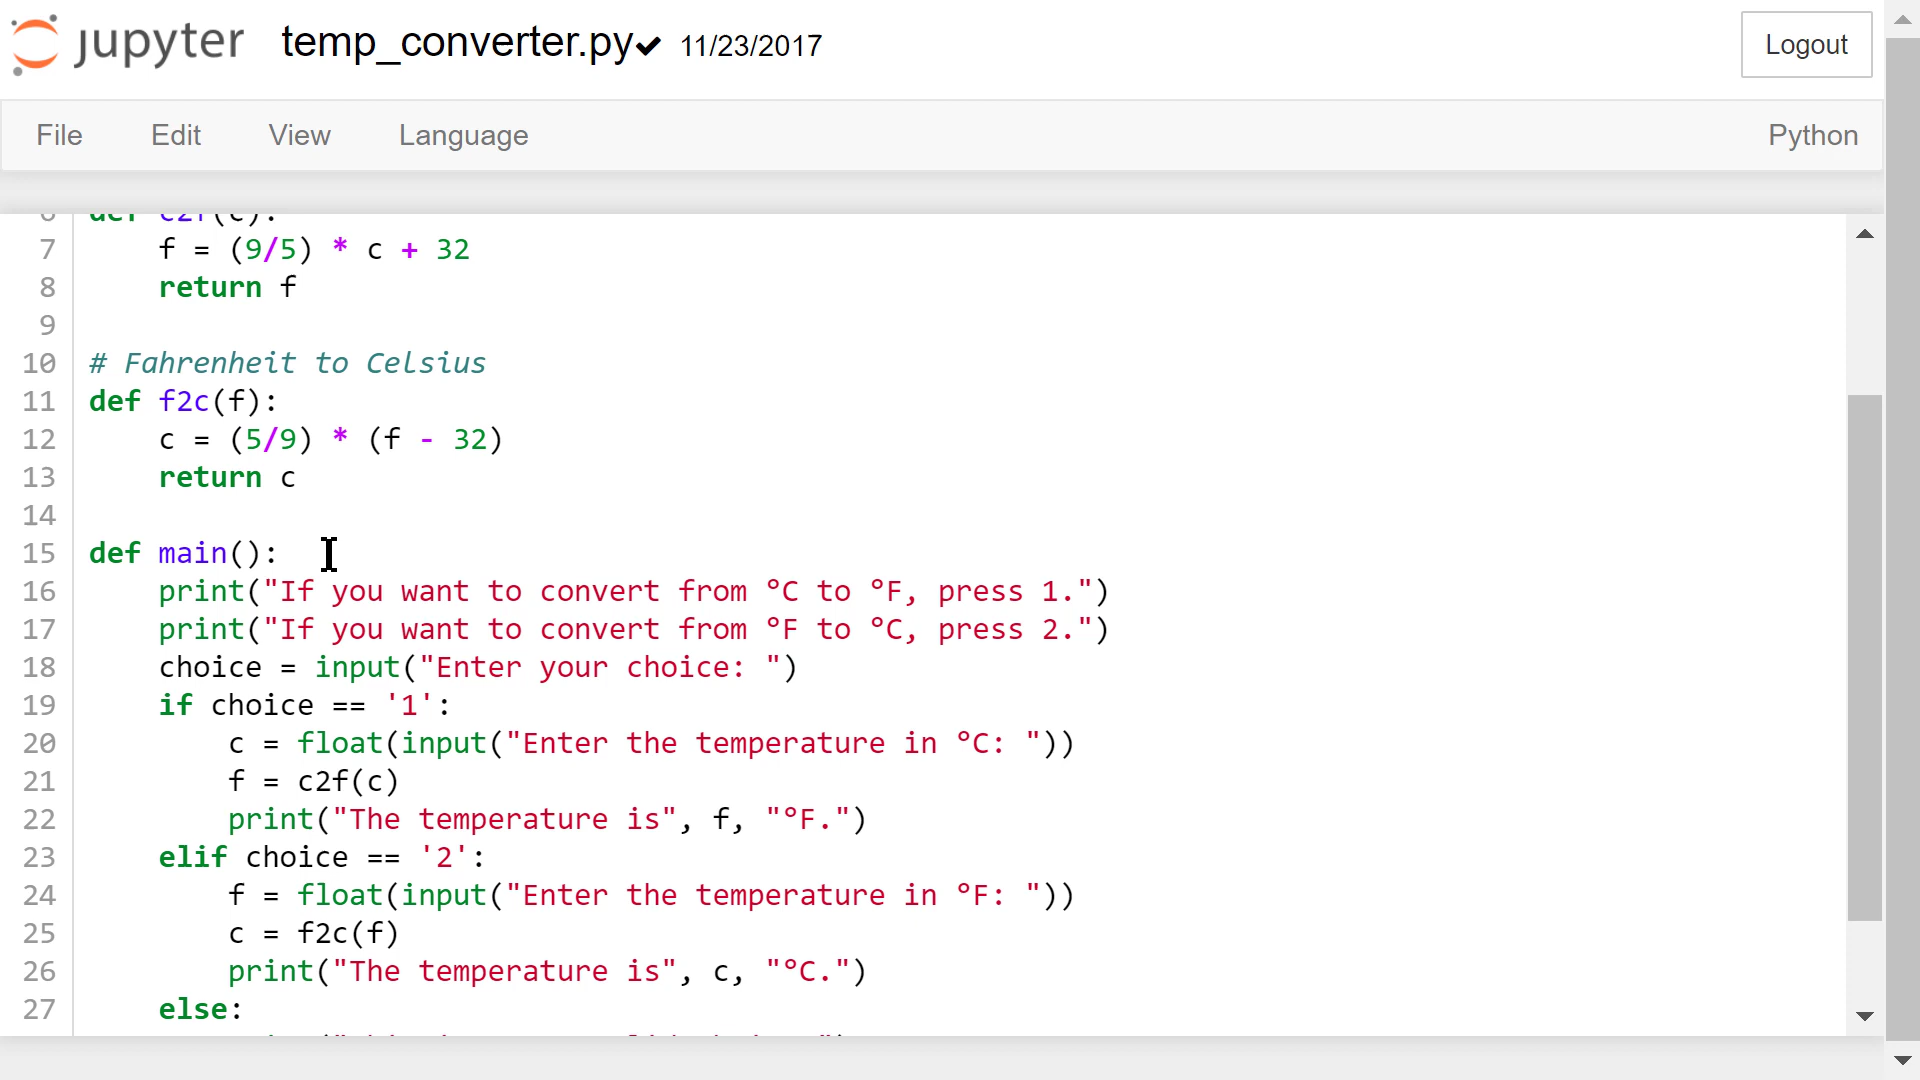 jupyter temp_converter.py✔ 11/23/2017 Logout
File Edit View Language Python
6 def c2f(c):
7     f = (9/5) * c + 32
8     return f
9
10 # Fahrenheit to Celsius
11 def f2c(f):
12     c = (5/9) * (f - 32)
13     return c
14
15 def main():
16     print("If you want to convert from °C to °F, press 1.")
17     print("If you want to convert from °F to °C, press 2.")
18     choice = input("Enter your choice: ")
19     if choice == '1':
20         c = float(input("Enter the temperature in °C: "))
21         f = c2f(c)
22         print("The temperature is", f, "°F.")
23     elif choice == '2':
24         f = float(input("Enter the temperature in °F: "))
25         c = f2c(f)
26         print("The temperature is", c, "°C.")
27     else: